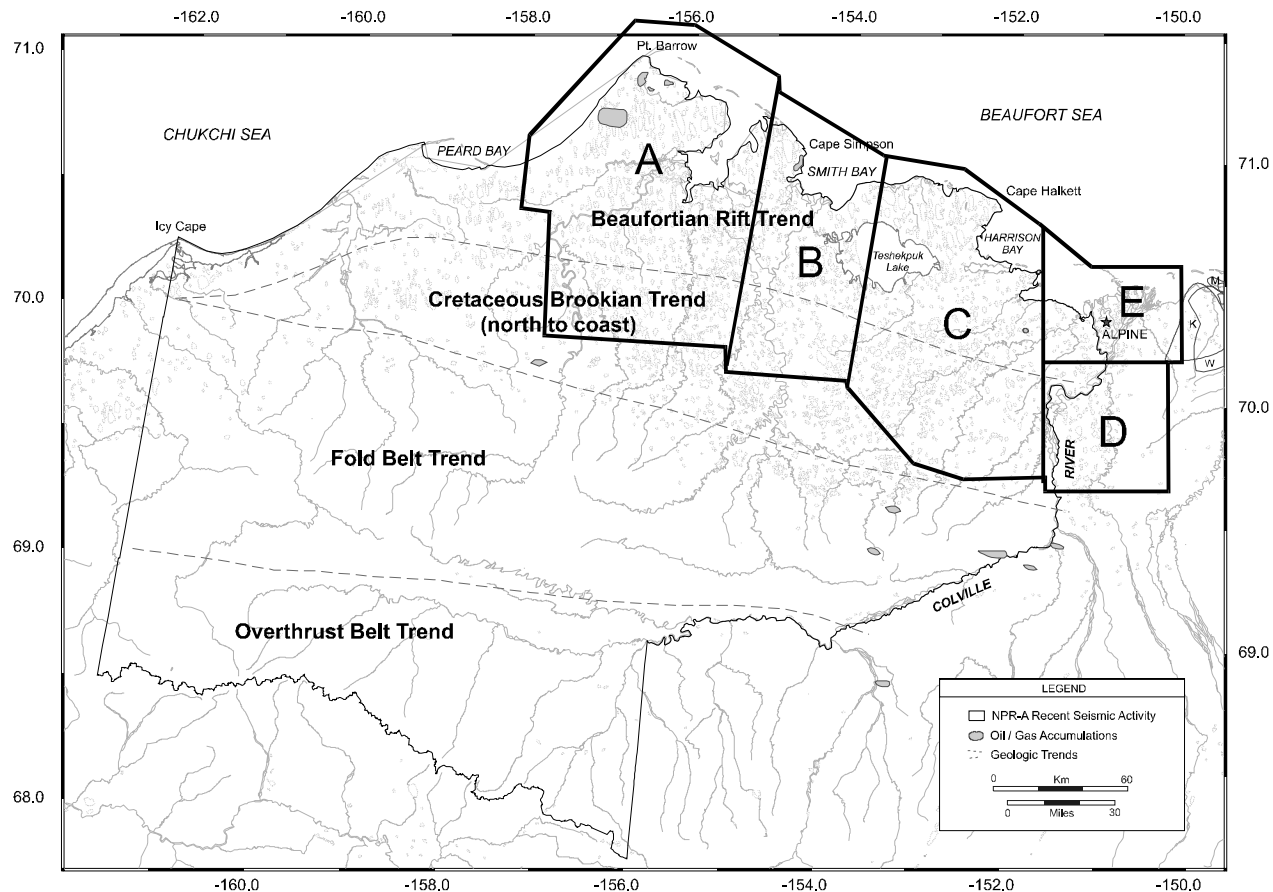 -162.0
-160.0
-158.0
-156.0
-154.0
-152.0
-150.0
71.0
Pt. Barrow
BEAUFORT SEA
CHUKCHI SEA
PEARD BAY
Cape Simpson
71.0
A
SMITH BAY
Cape Halkett
Icy Cape
Beaufortian Rift Trend
HARRISON
BAY
B
Teshekpuk
Lake
70.0
Cretaceous Brookian Trend
(north to coast)
C
E
M
K
ALPINE
W
70.0
D
Fold Belt Trend
RIVER
69.0
COLVILLE
Overthrust Belt Trend
69.0
LEGEND
NPR-A Recent Seismic Activity
Oil / Gas Accumulations
Geologic Trends
0 Km 60
0 Miles 30
68.0
-160.0
-158.0
-156.0
-154.0
-152.0
-150.0